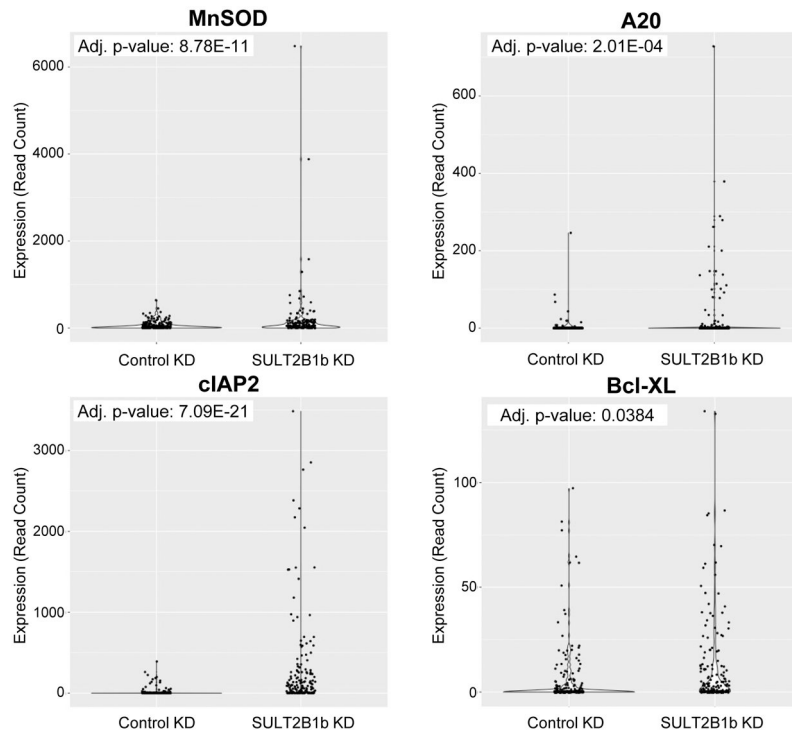 MnSOD
Adj. p-value: 8.78E-11
Expression (Read Count)
6000
4000
2000
0
Control KD SULT2B1b KD
A20
Adj. p-value: 2.01E-04
Expression (Read Count)
600
400
200
0
Control KD SULT2B1b KD
cIAP2
Adj. p-value: 7.09E-21
Expression (Read Count)
3000
2000
1000
0
Control KD SULT2B1b KD
Bcl-XL
Adj. p-value: 0.0384
Expression (Read Count)
100
50
0
Control KD SULT2B1b KD